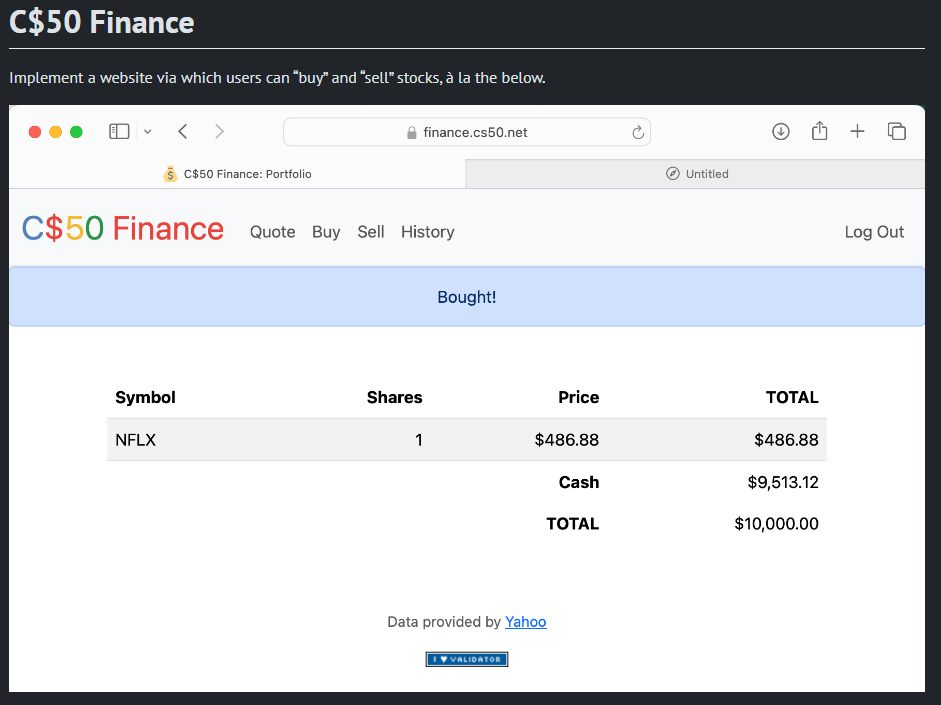 C$50 Finance
Implement a website via which users can “buy” and “sell” stocks, à la the below.
finance.cs50.net
C$50 Finance: Portfolio Untitled
C$50 Finance Quote Buy Sell History Log Out
Bought!
Symbol Shares Price TOTAL
NFLX 1 $486.88 $486.88
Cash $9,513.12
TOTAL $10,000.00
Data provided by Yahoo
I ♥ VALIDATOR